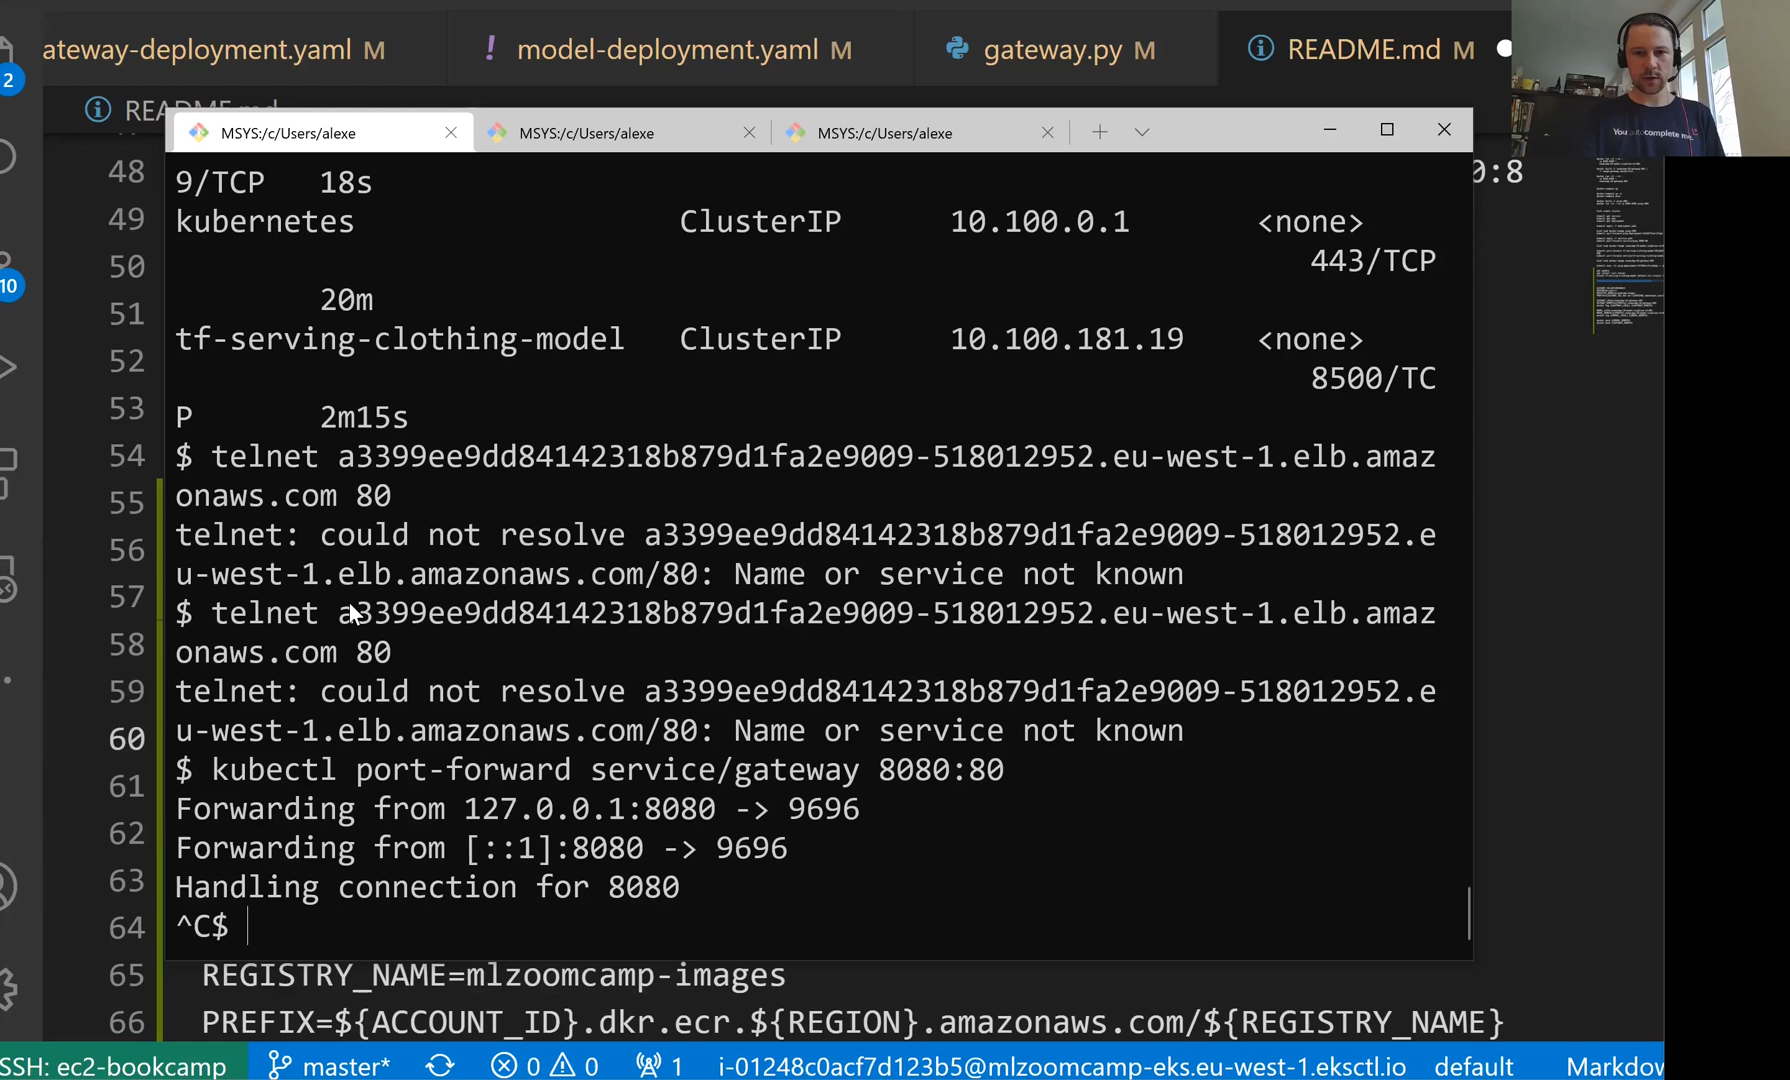 ateway-deployment.yaml M
! model-deployment.yaml M
gateway.py M
README.md M
README.md
2
10
MSYS:/c/Users/alexe
MSYS:/c/Users/alexe
MSYS:/c/Users/alexe
You autocomplete me
48
0:8
49
50
51
52
53
54
55
56
57
58
59
60
61
62
63
64
9/TCP 18s
kubernetes ClusterIP 10.100.0.1 <none>
443/TCP
20m
tf-serving-clothing-model ClusterIP 10.100.181.19 <none>
8500/TC
P 2m15s
$ telnet a3399ee9dd84142318b879d1fa2e9009-518012952.eu-west-1.elb.amaz
onaws.com 80
telnet: could not resolve a3399ee9dd84142318b879d1fa2e9009-518012952.e
u-west-1.elb.amazonaws.com/80: Name or service not known
$ telnet a3399ee9dd84142318b879d1fa2e9009-518012952.eu-west-1.elb.amaz
onaws.com 80
telnet: could not resolve a3399ee9dd84142318b879d1fa2e9009-518012952.e
u-west-1.elb.amazonaws.com/80: Name or service not known
$ kubectl port-forward service/gateway 8080:80
Forwarding from 127.0.0.1:8080 -> 9696
Forwarding from [::1]:8080 -> 9696
Handling connection for 8080
^C$
65 REGISTRY_NAME=mlzoomcamp-images
66 PREFIX=${ACCOUNT_ID}.dkr.ecr.${REGION}.amazonaws.com/${REGISTRY_NAME}
SSH: ec2-bookcamp master* 0 0 1 i-01248c0acf7d123b5@mlzoomcamp-eks.eu-west-1.eksctl.io default Markdow